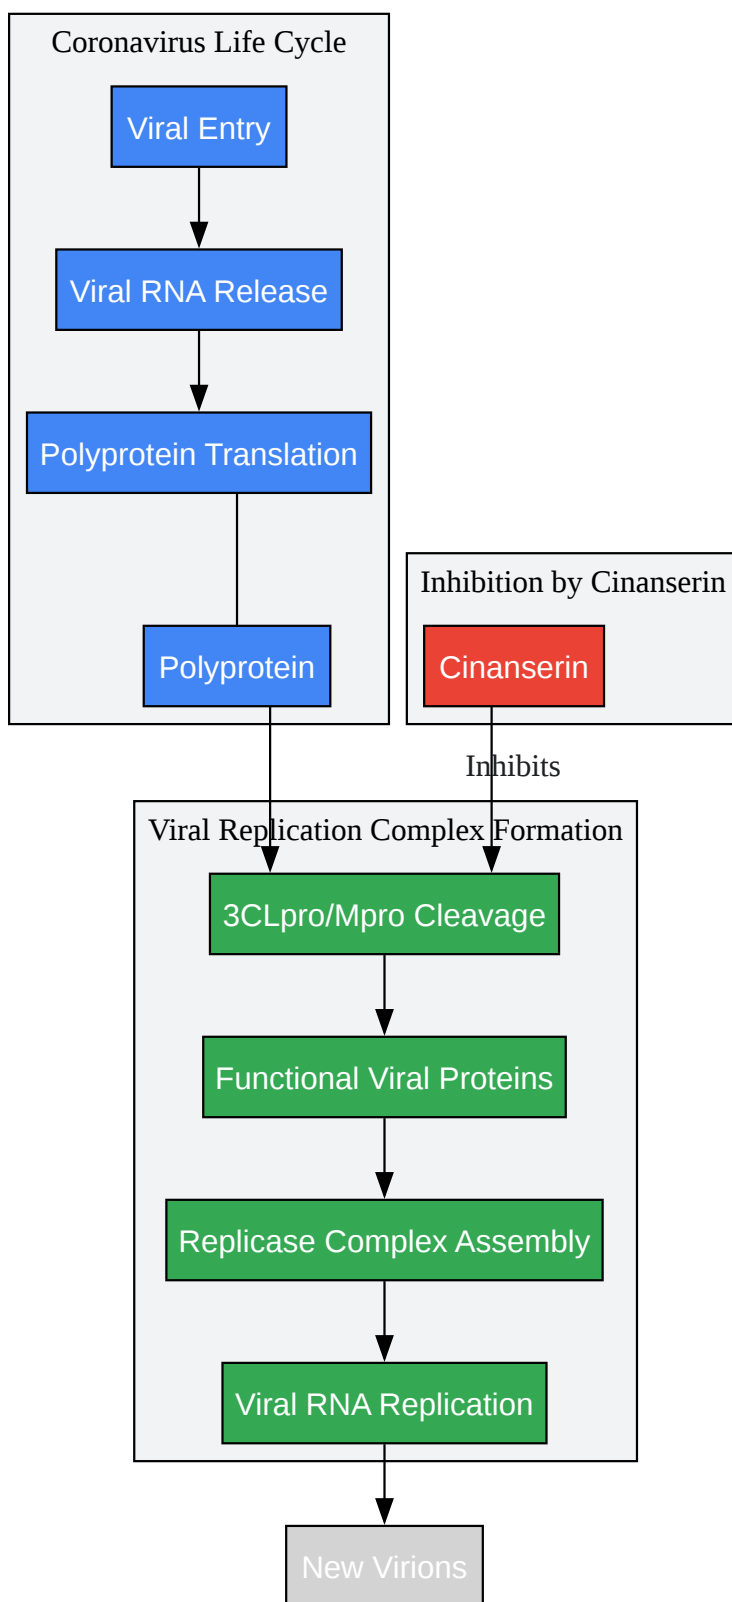 Coronavirus Life Cycle
Viral Entry
Viral RNA Release
Polyprotein Translation
Inhibition by Cinanserin
Polyprotein
Cinanserin
Inhibits
Viral Replication Complex Formation
3CLpro/Mpro Cleavage
Functional Viral Proteins
Replicase Complex Assembly
Viral RNA Replication
New Virions